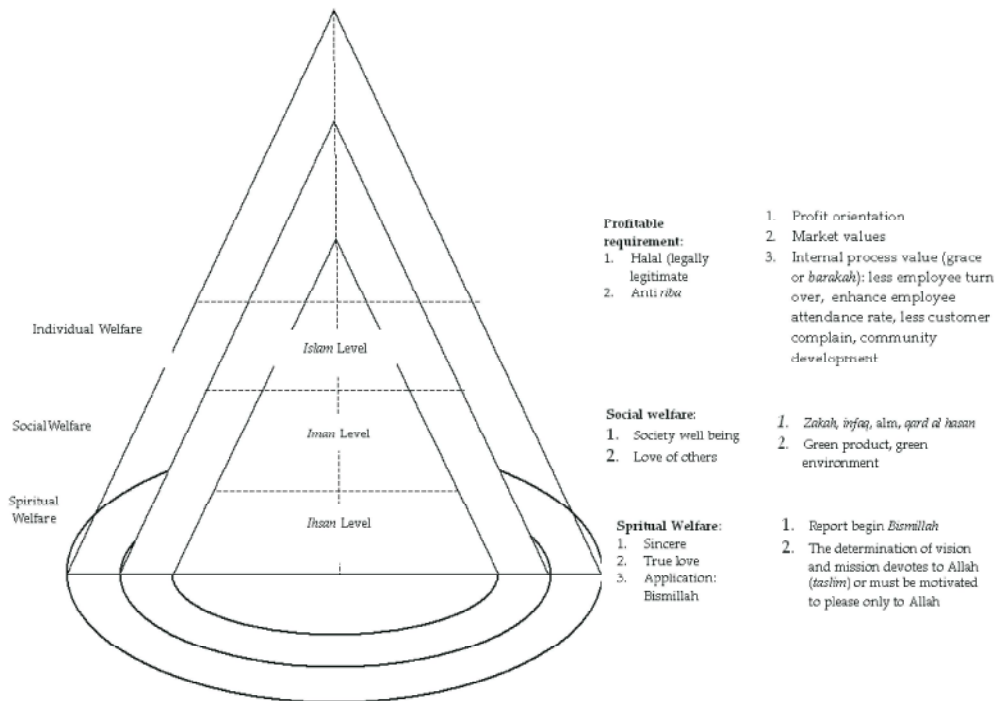 Individual Welfare
Social Welfare
Spiritual
Welfare
Islam Level
Iman Level
Ihsan Level
Profitable
requirement:
1. Halal (legally
legitimate
2. Anti riba
1. Profit orientation
2. Market values
3. Internal process value (grace
or barakah): less employee turn
over, enhance employee
attendance rate, less customer
complain, community
development
Social welfare:
1. Society well being
2. Love of others
1. Zakah, infaq, alm, qard al hasan
2. Green product, green
environment
Spritual Welfare:
1. Sincere
2. True love
3. Application:
Bismillah
1. Report begin Bismillah
2. The determination of vision
and mission devotes to Allah
(taslim) or must be motivated
to please only to Allah